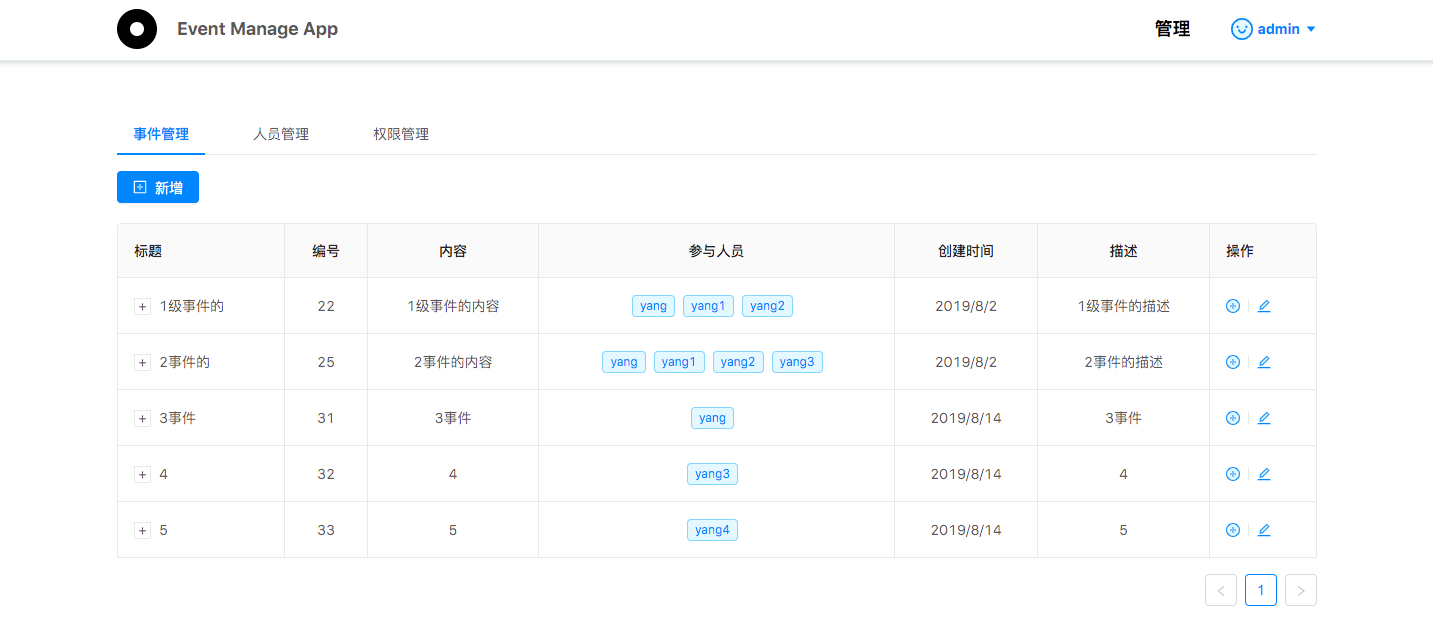 Event Manage App 管理 admin
事件管理 人员管理 权限管理
新增
标题 编号 内容 参与人员 创建时间 描述 操作
1级事件的 22 1级事件的内容 yang yang1 yang2 2019/8/2 1级事件的描述
2事件的 25 2事件的内容 yang yang1 yang2 yang3 2019/8/2 2事件的描述
3事件 31 3事件 yang 2019/8/14 3事件
4 32 4 yang3 2019/8/14 4
5 33 5 yang4 2019/8/14 5
1